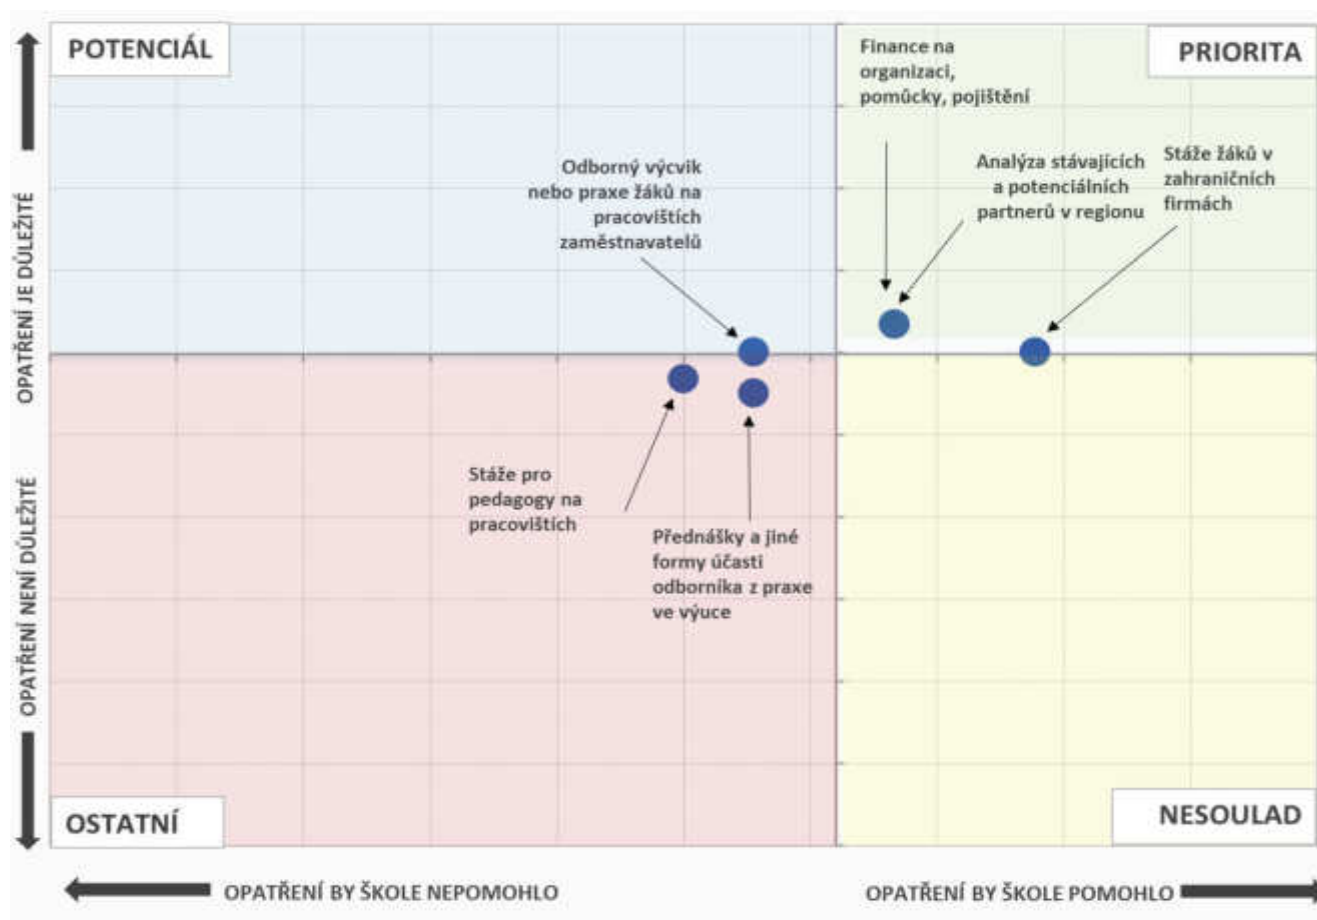 POTENCIÁL
PRIORITA
Finance na
organizaci,
pomůcky, pojištění
Odborný výcvik
nebo praxe žáků na
pracovištích
zaměstnavatelů
Analýza stávajících
a potenciálních
partnerů v regionu
Stáže žáků v
zahraničních
firmách
OPATŘENÍ JE DŮLEŽITÉ
OPATŘENÍ NENÍ DŮLEŽITÉ
Stáže pro
pedagogy na
pracovištích
Přednášky a jiné
formy účasti
odborníka z praxe
ve výuce
OSTATNÍ
NESOULAD
OPATŘENÍ BY ŠKOLE NEPOMOHLO
OPATŘENÍ BY ŠKOLE POMOHLO